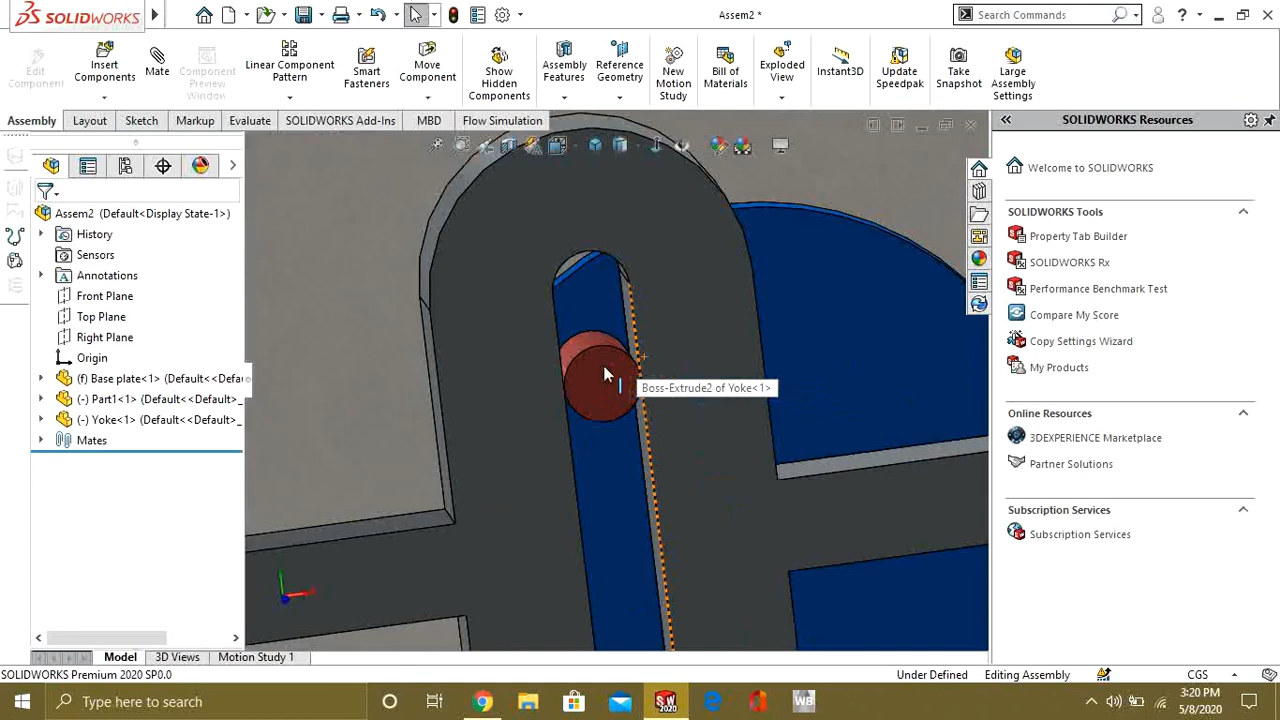 SOLIDWORKS
Assem2 *
Search Commands
Edit Component
Insert Components
Mate
Component Preview Window
Linear Component Pattern
Smart Fasteners
Move Component
Show Hidden Components
Assembly Features
Reference Geometry
New Motion Study
Bill of Materials
Exploded View
Instant3D
Update Speedpak
Take Snapshot
Large Assembly Settings
Assembly
Layout
Sketch
Markup
Evaluate
SOLIDWORKS Add-Ins
MBD
Flow Simulation
SOLIDWORKS Resources
Assem2 (Default<Display State-1>)
History
Sensors
Annotations
Front Plane
Top Plane
Right Plane
Origin
(f) Base plate<1> (Default<<Defau
(-) Part1<1> (Default<<Default>_
(-) Yoke<1> (Default<<Default>_
Mates
Boss-Extrude2 of Yoke<1>
Welcome to SOLIDWORKS
SOLIDWORKS Tools
Property Tab Builder
SOLIDWORKS Rx
Performance Benchmark Test
Compare My Score
Copy Settings Wizard
My Products
Online Resources
3DEXPERIENCE Marketplace
Partner Solutions
Subscription Services
Subscription Services
Model
3D Views
Motion Study 1
SOLIDWORKS Premium 2020 SP0.0
Under Defined
Editing Assembly
CGS
Type here to search
3:20 PM
5/8/2020